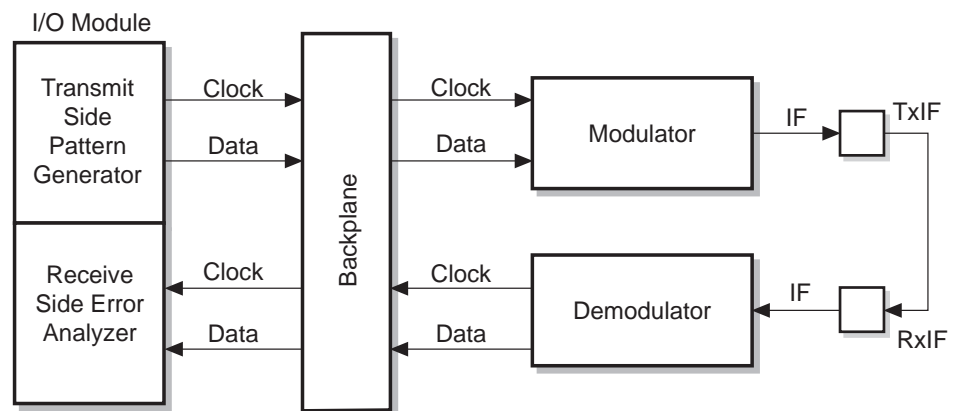 I/O Module
Transmit
Side
Pattern
Generator
Clock
Data
Backplane
Clock
Data
Modulator
IF
TxIF
Receive
Side Error
Analyzer
Clock
Data
Clock
Data
Demodulator
IF
RxIF